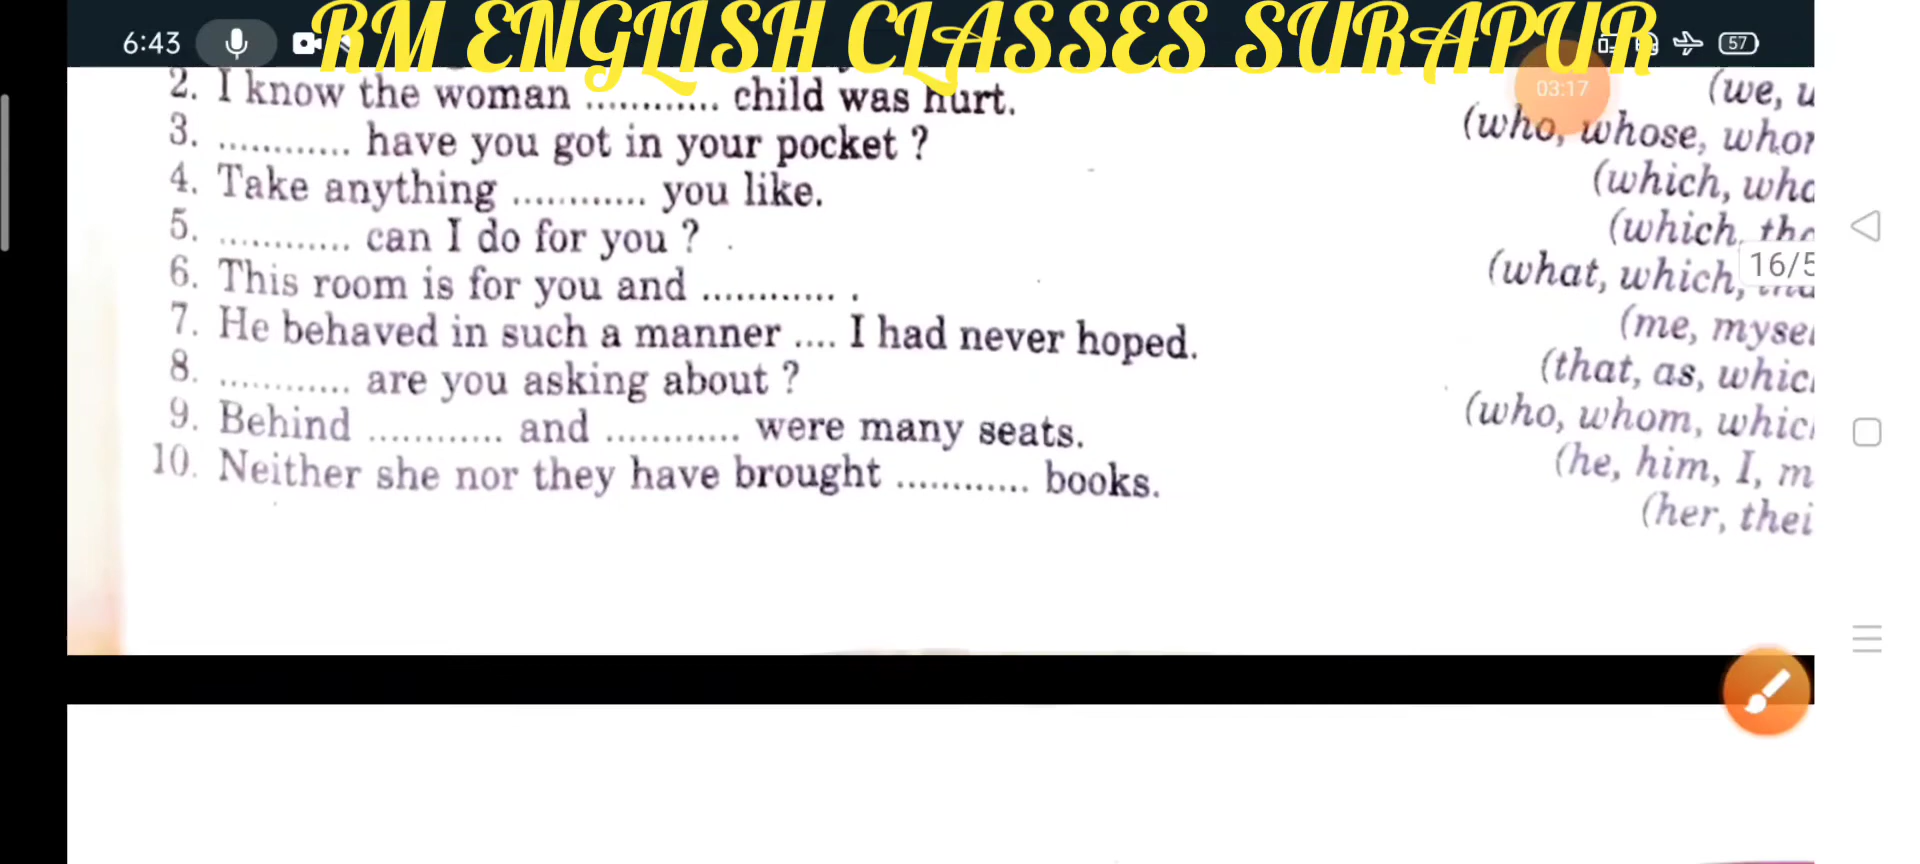 RM ENGLISH CLASSES SURAPUR
6:43
57
03:17
2. I know the woman ............ child was hurt. (we,
3. ............ have you got in your pocket ? (who, whose,
4. Take anything ............ you like. (which,
5. ............ can I do for you ? (which,
16/5
6. This room is for you and ............ . (what, which,
7. He behaved in such a manner .... I had never hoped. (me,
8. ............ are you asking about ? (that, as,
9. Behind ............ and ............ were many seats. (who, whom,
10. Neither she nor they have brought ............ books. (he, him, I,
(her,